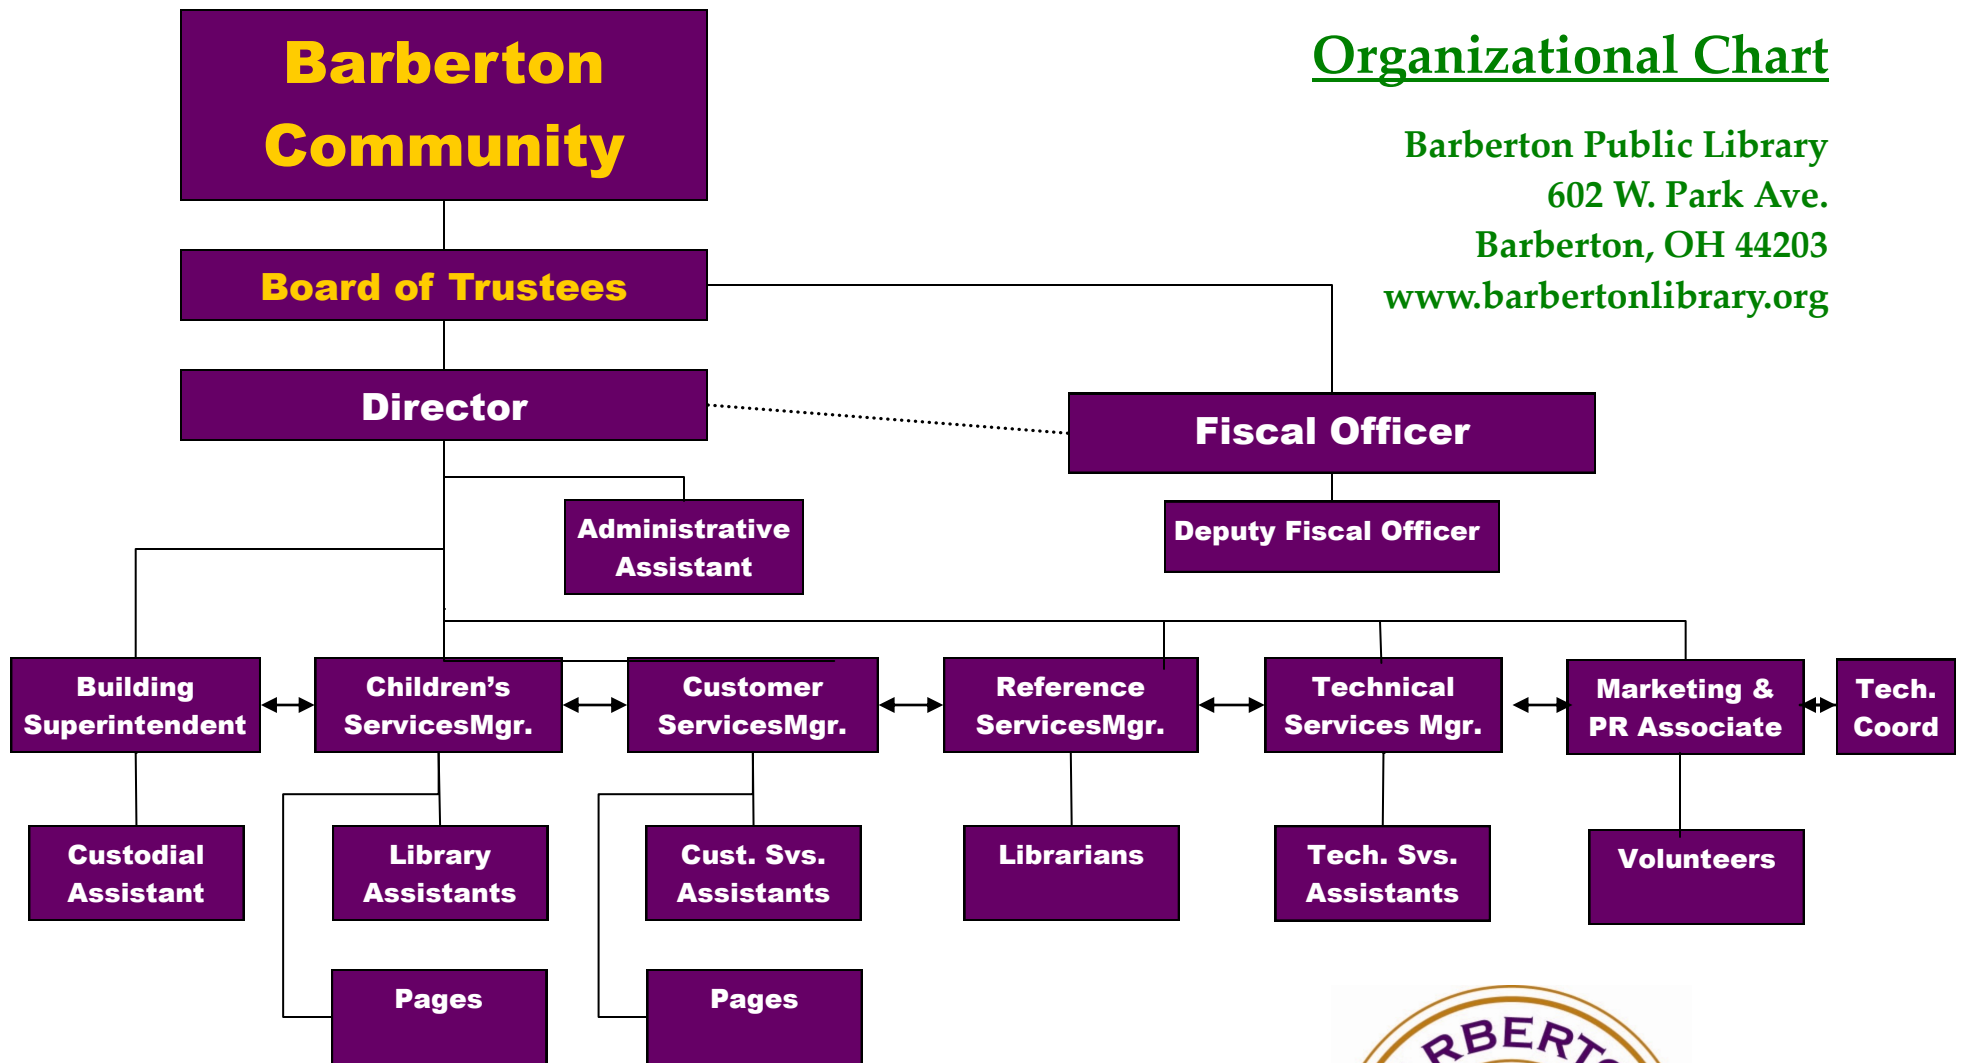 Barberton
Community
Organizational Chart
Barberton Public Library
602 W. Park Ave.
Barberton, OH 44203
www.barbertonlibrary.org
Board of Trustees
Director
Fiscal Officer
Administrative
Assistant
Deputy Fiscal Officer
Building
Superintendent
Children’s
ServicesMgr.
Customer
ServicesMgr.
Reference
ServicesMgr.
Technical
Services Mgr.
Marketing &
PR Associate
Tech.
Coord
Custodial
Assistant
Library
Assistants
Cust. Svs.
Assistants
Librarians
Tech. Svs.
Assistants
Volunteers
Pages
Pages